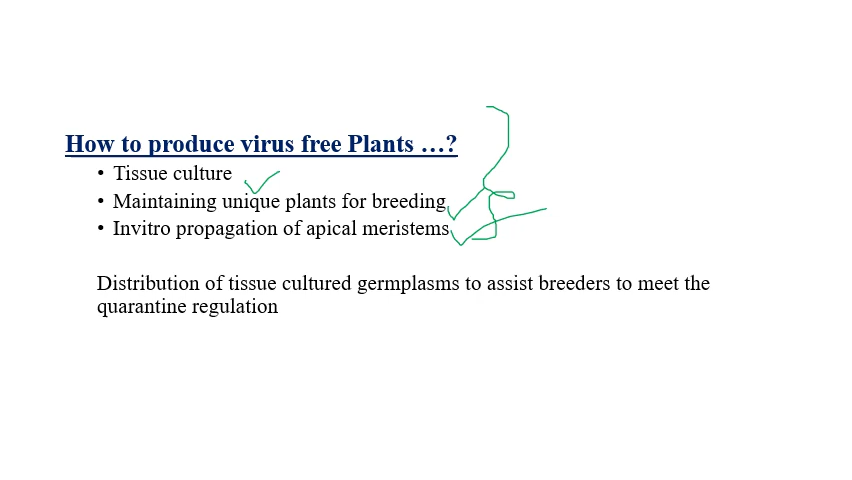 How to produce virus free Plants …?
• Tissue culture
• Maintaining unique plants for breeding
• Invitro propagation of apical meristems
Distribution of tissue cultured germplasms to assist breeders to meet the
quarantine regulation